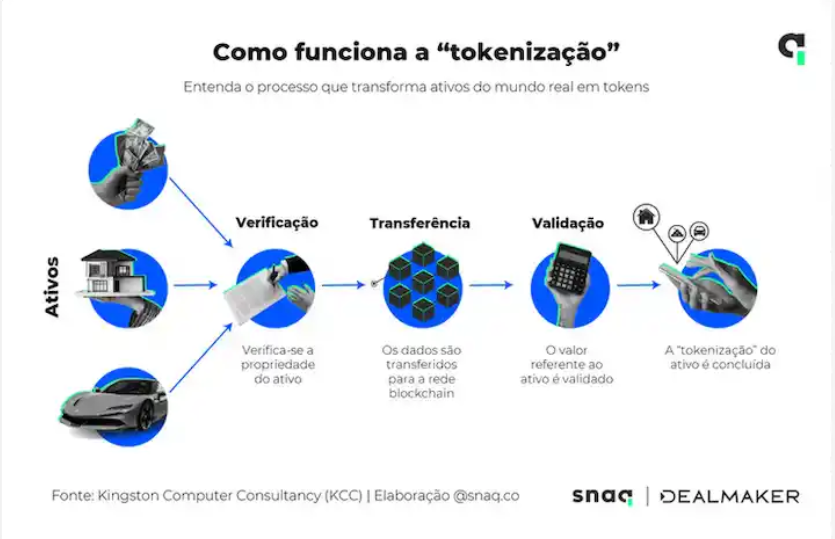 Como funciona a “tokenização”
Entenda o processo que transforma ativos do mundo real em tokens
Ativos
Verificação
Verifica-se a
propriedade
do ativo
Transferência
Os dados são
transferidos
para a rede
blockchain
Validação
O valor
referente ao
ativo é validado
A “tokenização” do
ativo é concluída
Fonte: Kingston Computer Consultancy (KCC) | Elaboração @snaq.co
snaq | DEALMAKER